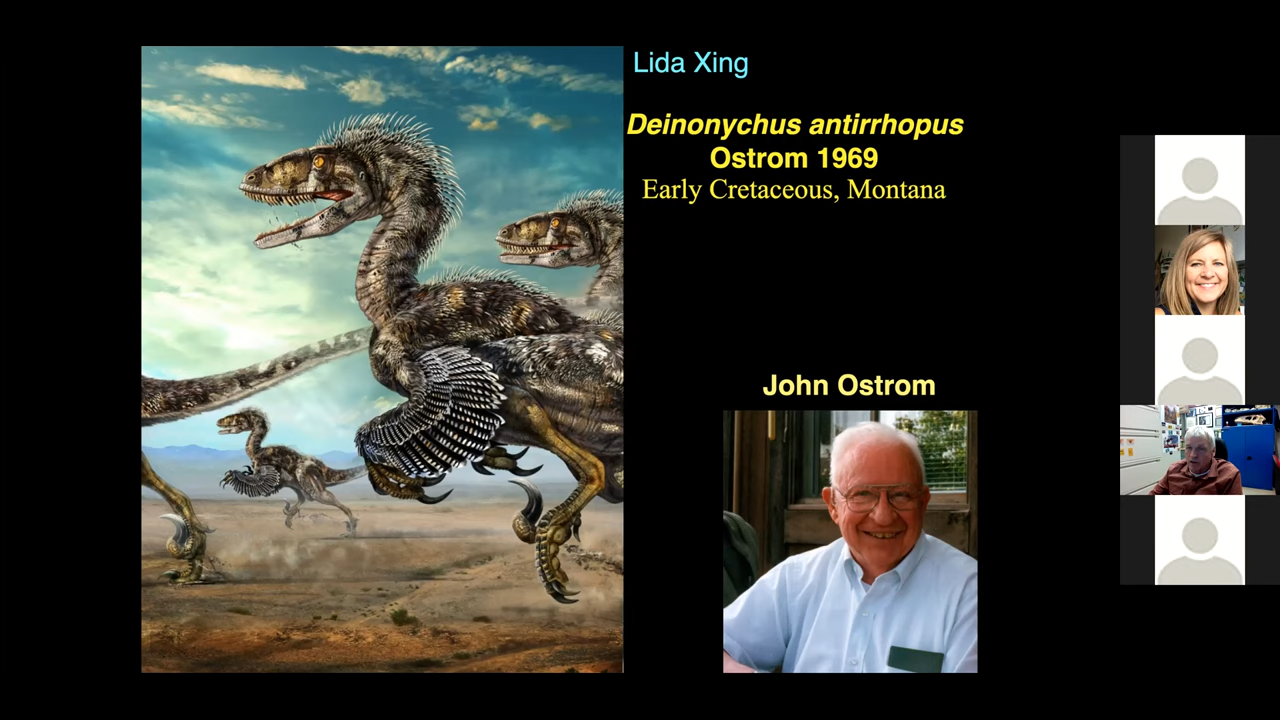 Lida Xing
Deinonychus antirrhopus
Ostrom 1969
Early Cretaceous, Montana
John Ostrom